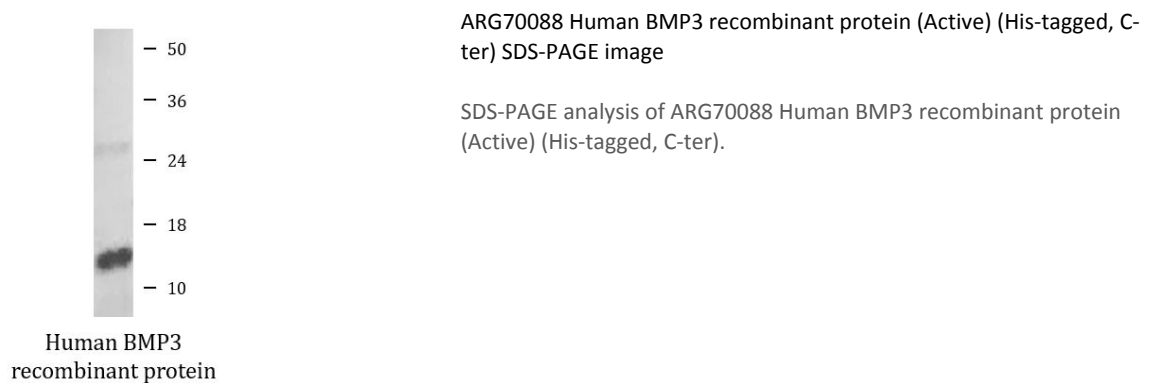 — 50
— 36
— 24
— 18
— 10
Human BMP3
recombinant protein
ARG70088 Human BMP3 recombinant protein (Active) (His-tagged, C-
ter) SDS-PAGE image
SDS-PAGE analysis of ARG70088 Human BMP3 recombinant protein
(Active) (His-tagged, C-ter).